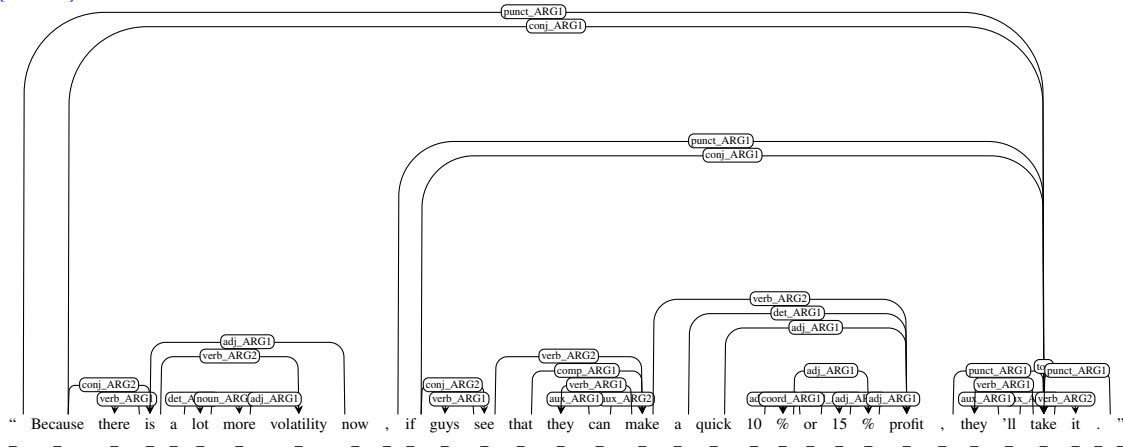 punct_ARG1
conj_ARG1
punct_ARG1
conj_ARG1
verb_ARG2
det_ARG1
adj_ARG1
adj_ARG1
verb_ARG2
verb_ARG2
comp_ARG1
adj_ARG1
punct_ARG1 punct_ARG1
conj_ARG2 conj_ARG2 verb_ARG1 verb_ARG1
verb_ARG1 noun_ARG adj_ARG1 verb_ARG1 aux_ARG1 ux_ARG2 coord_ARG1 adj_ARG1 aux_ARG1 verb_ARG2
“ Because there is a lot more volatility now , if guys see that they can make a quick 10 % or 15 % profit , they 'll take it . ”